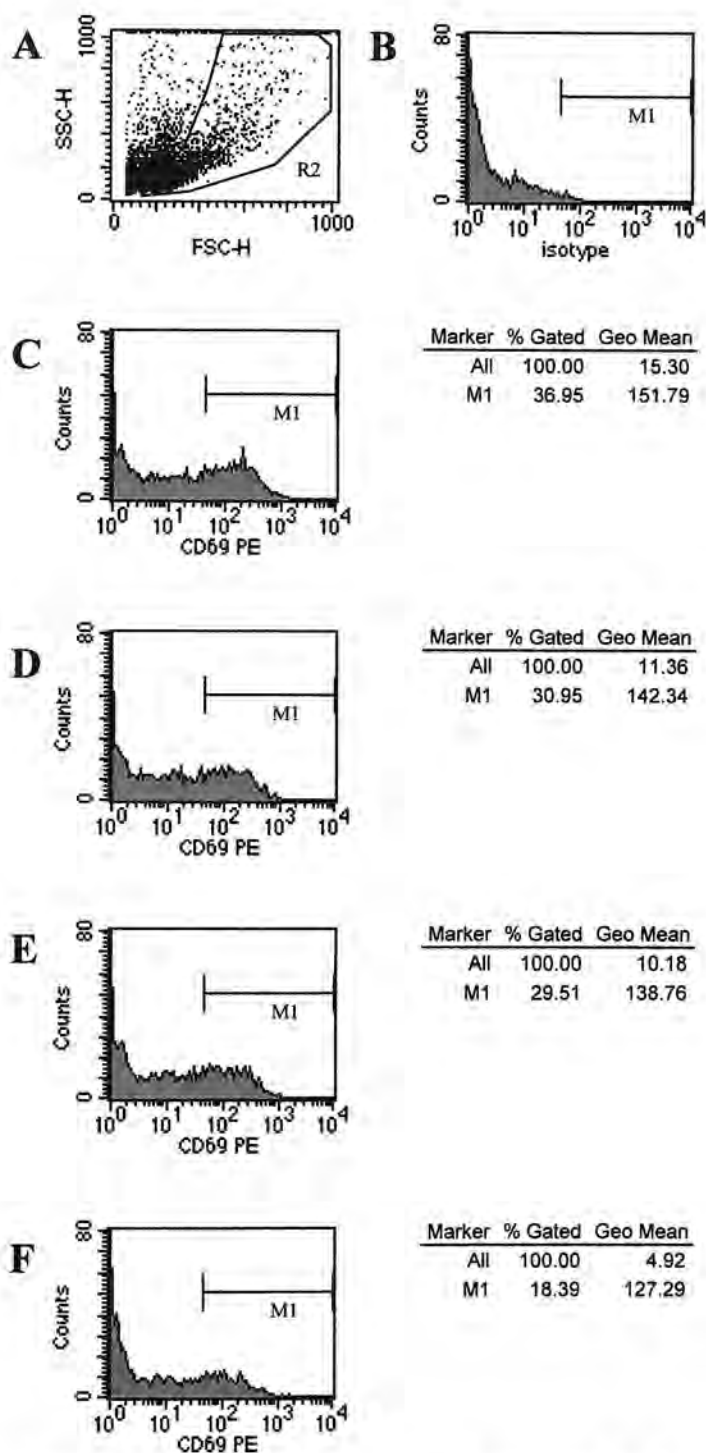 A
1000
SSC-H
0
R2
0
1000
FSC-H
B
80
Counts
0
M1
10^0 10^1 10^2 10^3 10^4
isotype
C
80
Counts
0
M1
10^0 10^1 10^2 10^3 10^4
CD69 PE
Marker % Gated Geo Mean
All 100.00 15.30
M1 36.95 151.79
D
80
Counts
0
M1
10^0 10^1 10^2 10^3 10^4
CD69 PE
Marker % Gated Geo Mean
All 100.00 11.36
M1 30.95 142.34
E
80
Counts
0
M1
10^0 10^1 10^2 10^3 10^4
CD69 PE
Marker % Gated Geo Mean
All 100.00 10.18
M1 29.51 138.76
F
80
Counts
0
M1
10^0 10^1 10^2 10^3 10^4
CD69 PE
Marker % Gated Geo Mean
All 100.00 4.92
M1 18.39 127.29